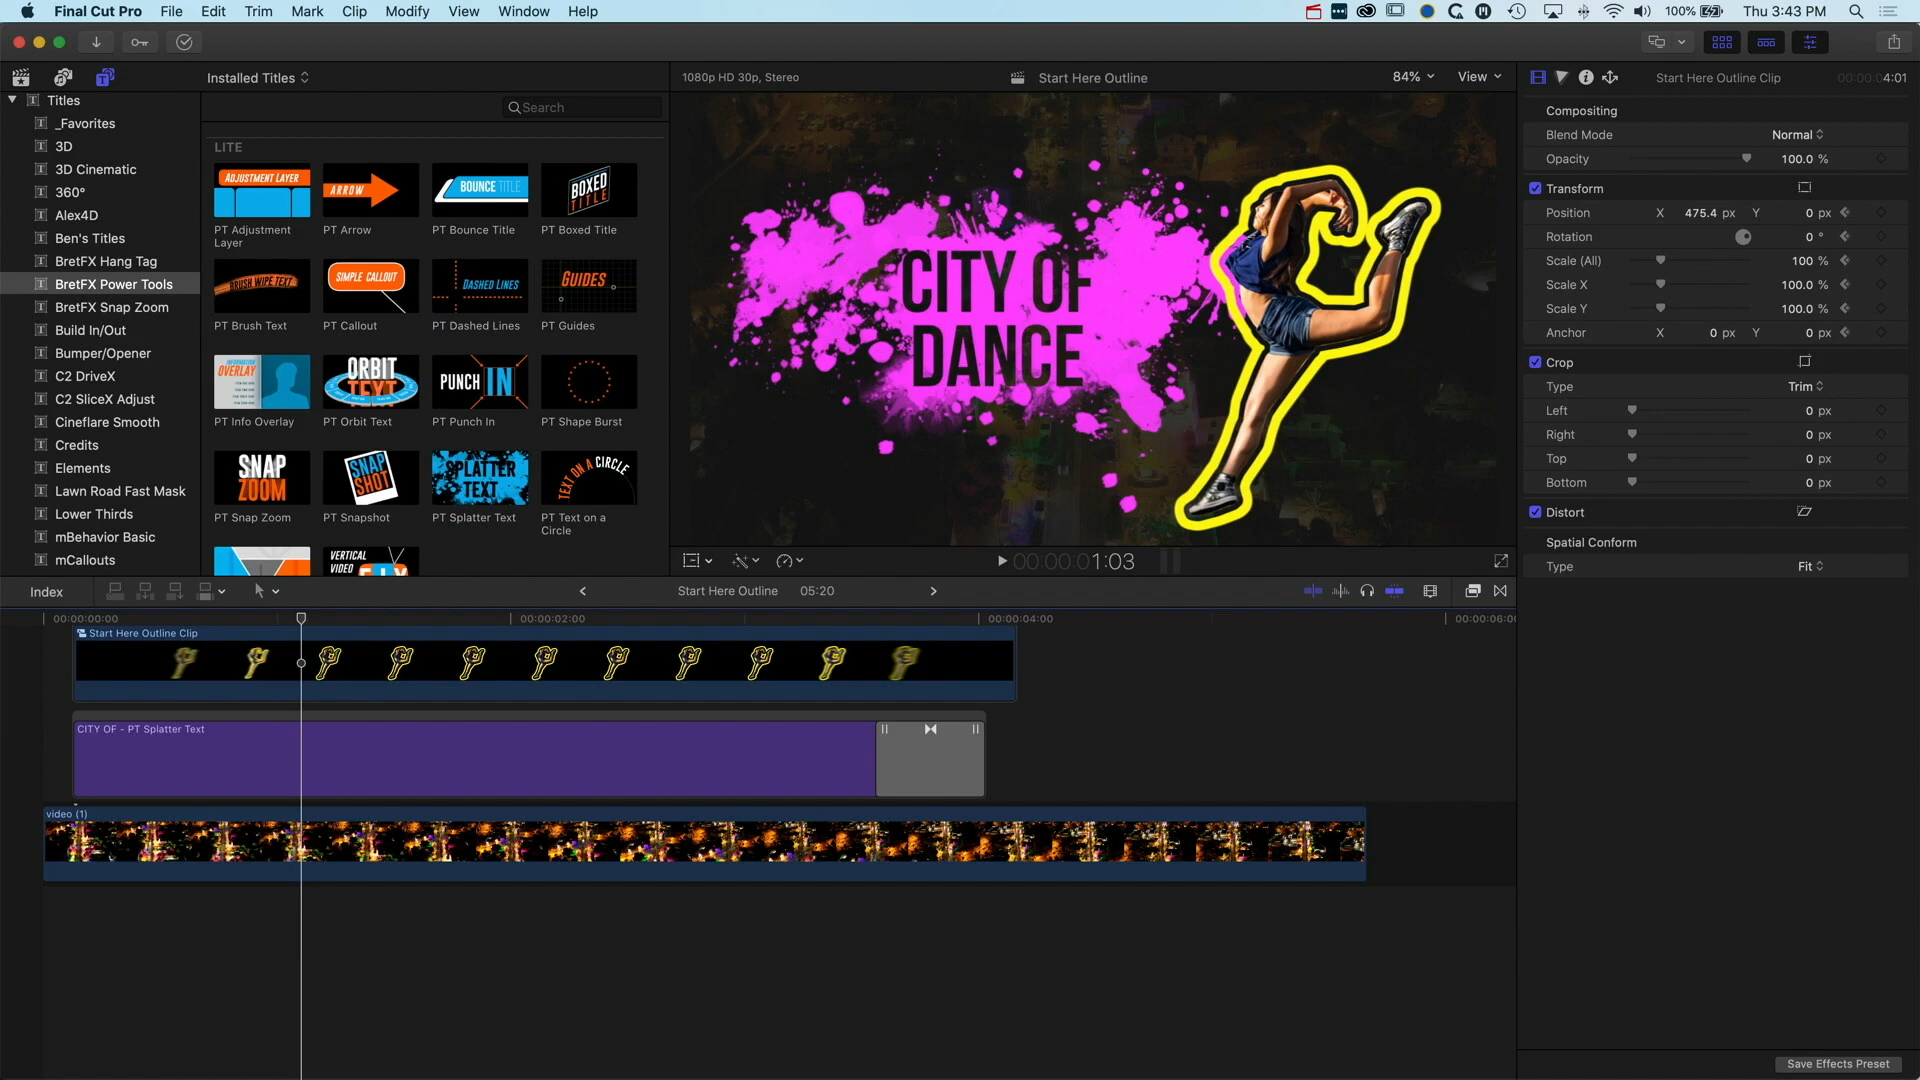 Final Cut Pro File Edit Trim Mark Clip Modify View Window Help
100% Thu 3:43 PM
Installed Titles
1080p HD 30p, Stereo
Start Here Outline
84% View
Start Here Outline Clip
00:00:04:01
Search
Titles
_Favorites
3D
3D Cinematic
360°
Alex4D
Ben's Titles
BretFX Hang Tag
BretFX Power Tools
BretFX Snap Zoom
Build In/Out
Bumper/Opener
C2 DriveX
C2 SliceX Adjust
Cineflare Smooth
Credits
Elements
Lawn Road Fast Mask
Lower Thirds
mBehavior Basic
mCallouts
LITE
ADJUSTMENT LAYER
ARROW
BOUNCE TITLE
BOXED TITLE
PT Adjustment Layer
PT Arrow
PT Bounce Title
PT Boxed Title
BRUSH WIPE TEXT
SIMPLE CALLOUT
DASHED LINES
GUIDES
PT Brush Text
PT Callout
PT Dashed Lines
PT Guides
INFORMATION OVERLAY
ORBIT TEXT
PUNCH IN
PT Info Overlay
PT Orbit Text
PT Punch In
PT Shape Burst
SNAP ZOOM
SNAP SHOT
SPLATTER TEXT
TEXT ON A CIRCLE
PT Snap Zoom
PT Snapshot
PT Splatter Text
PT Text on a Circle
VERTICAL VIDEO
CITY OF
DANCE
00:00:01:03
Compositing
Blend Mode Normal
Opacity 100.0 %
Transform
Position X 475.4 px Y 0 px
Rotation 0 °
Scale (All) 100 %
Scale X 100.0 %
Scale Y 100.0 %
Anchor X 0 px Y 0 px
Crop
Type Trim
Left 0 px
Right 0 px
Top 0 px
Bottom 0 px
Distort
Spatial Conform
Type Fit
Index
Start Here Outline 05:20
00:00:00:00 00:00:02:00 00:00:04:00 00:00:06:0
Start Here Outline Clip
CITY OF - PT Splatter Text
video (1)
Save Effects Preset